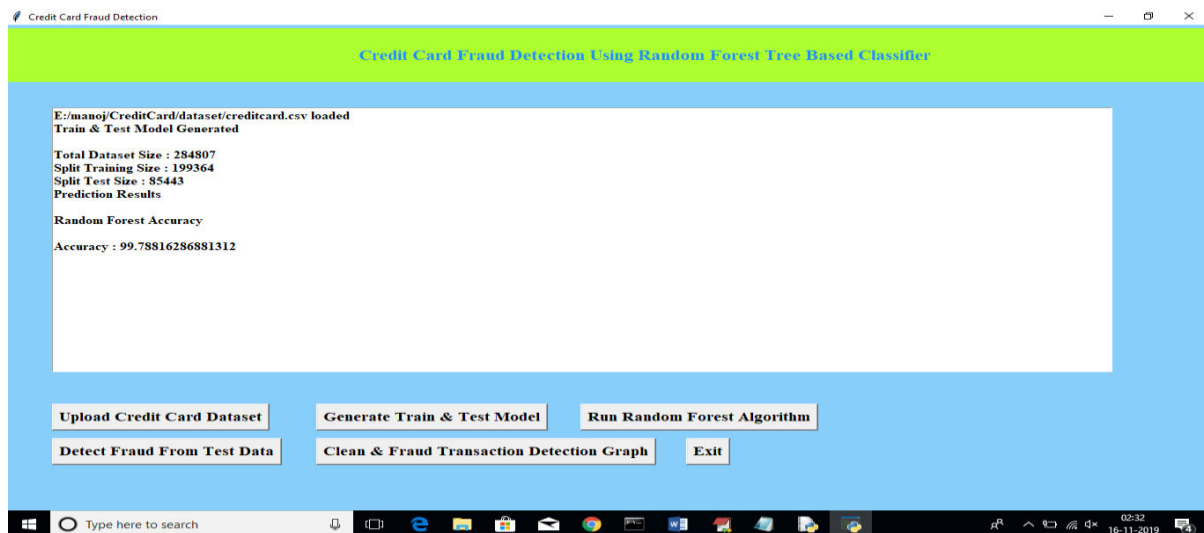 Credit Card Fraud Detection
Credit Card Fraud Detection Using Random Forest Tree Based Classifier
E:/manoj/CreditCard/dataset/creditcard.csv loaded
Train & Test Model Generated
Total Dataset Size : 284807
Split Training Size : 199364
Split Test Size : 85443
Prediction Results
Random Forest Accuracy
Accuracy : 99.78816286881312
Upload Credit Card Dataset
Generate Train & Test Model
Run Random Forest Algorithm
Detect Fraud From Test Data
Clean & Fraud Transaction Detection Graph
Exit
Type here to search
02:32
16-11-2019